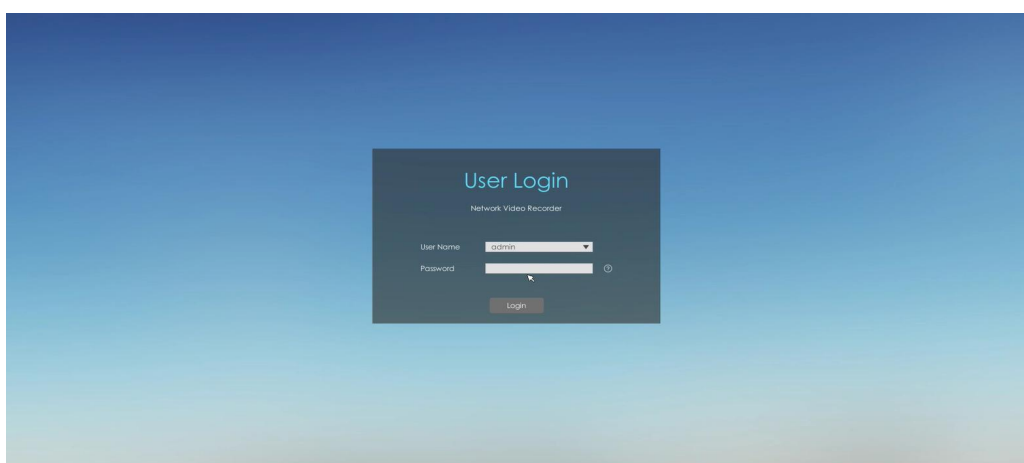 User Login
Network Video Recorder
User Name admin
Password
Login